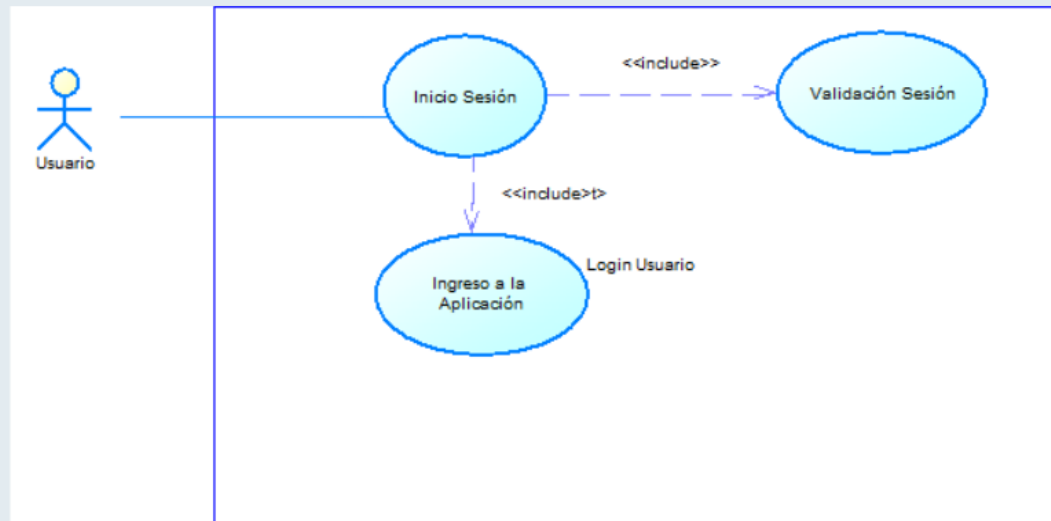 <<include>>
Inicio Sesión
Validación Sesión
Usuario
<<include>t>
Login Usuario
Ingreso a la
Aplicación